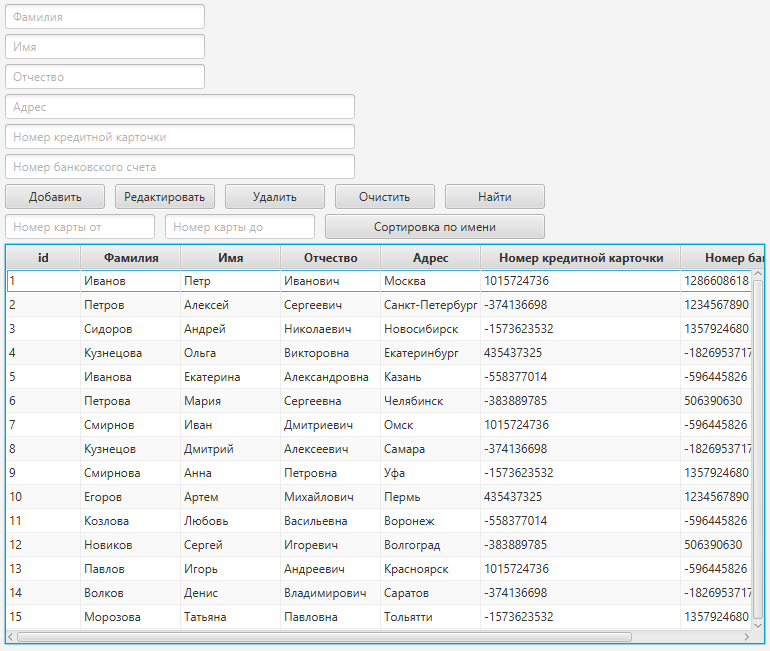 Фамилия
Имя
Отчество
Адрес
Номер кредитной карточки
Номер банковского счета
Добавить Редактировать Удалить Очистить Найти
Номер карты от Номер карты до Сортировка по имени
id Фамилия Имя Отчество Адрес Номер кредитной карточки Номер
1 Иванов Петр Иванович Москва 1015724736 1286608618
2 Петров Алексей Сергеевич Санкт-Петербург -374136698 1234567890
3 Сидоров Андрей Николаевич Новосибирск -1573623532 1357924680
4 Кузнецова Ольга Викторовна Екатеринбург 435437325 -1826953717
5 Иванова Екатерина Александровна Казань -558377014 -596445826
6 Петрова Мария Сергеевна Челябинск -383889785 506390630
7 Смирнов Иван Дмитриевич Омск 1015724736 -596445826
8 Кузнецов Дмитрий Алексеевич Самара -374136698 -1826953717
9 Смирнова Анна Петровна Уфа -1573623532 1357924680
10 Егоров Артем Михайлович Пермь 435437325 1234567890
11 Козлова Любовь Васильевна Воронеж -558377014 -596445826
12 Новиков Сергей Игоревич Волгоград -383889785 506390630
13 Павлов Игорь Андреевич Красноярск 1015724736 -596445826
14 Волков Денис Владимирович Саратов -374136698 -1826953717
15 Морозова Татьяна Павловна Тольятти -1573623532 1357924680